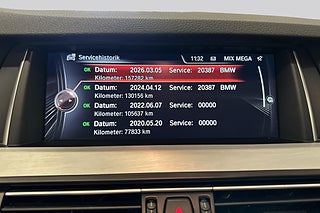 Servicehistorik 11:32 MIX MEGA
OK Datum: 2026.03.05 Service: 20387 BMW
Kilometer: 157282 km
OK Datum: 2024.04.12 Service: 20387 BMW
Kilometer: 130156 km
OK Datum: 2022.06.07 Service: 00000
Kilometer: 105637 km
OK Datum: 2020.05.20 Service: 00000
Kilometer: 77833 km